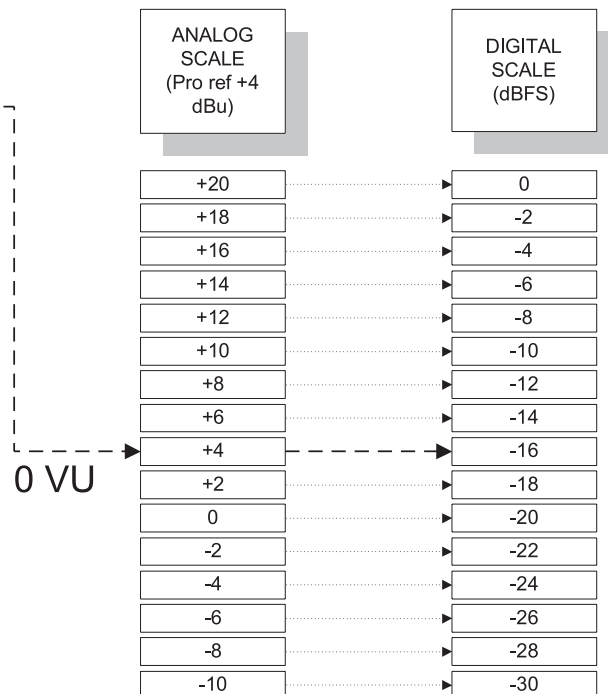 ANALOG
SCALE
(Pro ref +4
dBu)
DIGITAL
SCALE
(dBFS)
+20 0
+18 -2
+16 -4
+14 -6
+12 -8
+10 -10
+8 -12
+6 -14
+4 -16
0 VU
+2 -18
0 -20
-2 -22
-4 -24
-6 -26
-8 -28
-10 -30